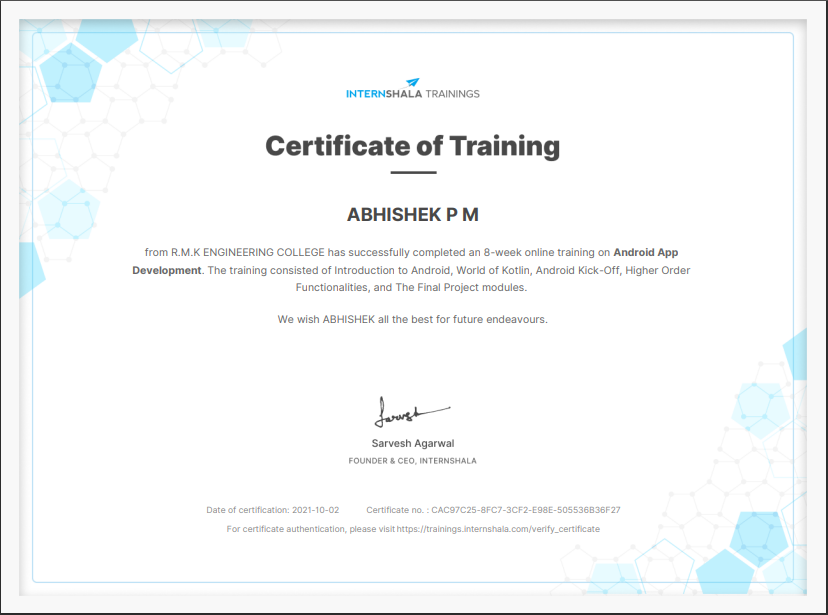 INTERNSHALA TRAININGS
Certificate of Training
ABHISHEK P M
from R.M.K ENGINEERING COLLEGE has successfully completed an 8-week online training on Android App
Development. The training consisted of Introduction to Android, World of Kotlin, Android Kick-Off, Higher Order
Functionalities, and The Final Project modules.
We wish ABHISHEK all the best for future endeavours.
Sarvesh
Sarvesh Agarwal
FOUNDER & CEO, INTERNSHALA
Date of certification: 2021-10-02 Certificate no. : CAC97C25-8FC7-3CF2-E98E-505536B36F27
For certificate authentication, please visit https://trainings.internshala.com/verify_certificate